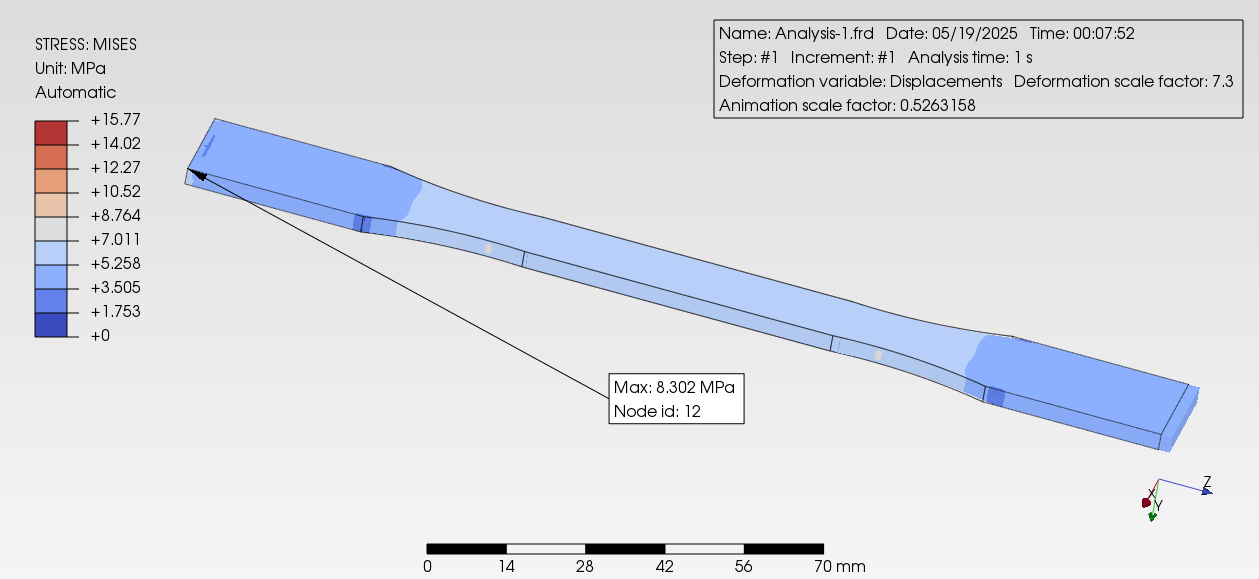 STRESS: MISES
Unit: MPa
Automatic
+15.77
+14.02
+12.27
+10.52
+8.764
+7.011
+5.258
+3.505
+1.753
+0
Name: Analysis-1.frd Date: 05/19/2025 Time: 00:07:52
Step: #1 Increment: #1 Analysis time: 1 s
Deformation variable: Displacements Deformation scale factor: 7.3
Animation scale factor: 0.5263158
Max: 8.302 MPa
Node id: 12
Z
X
Y
0 14 28 42 56 70 mm